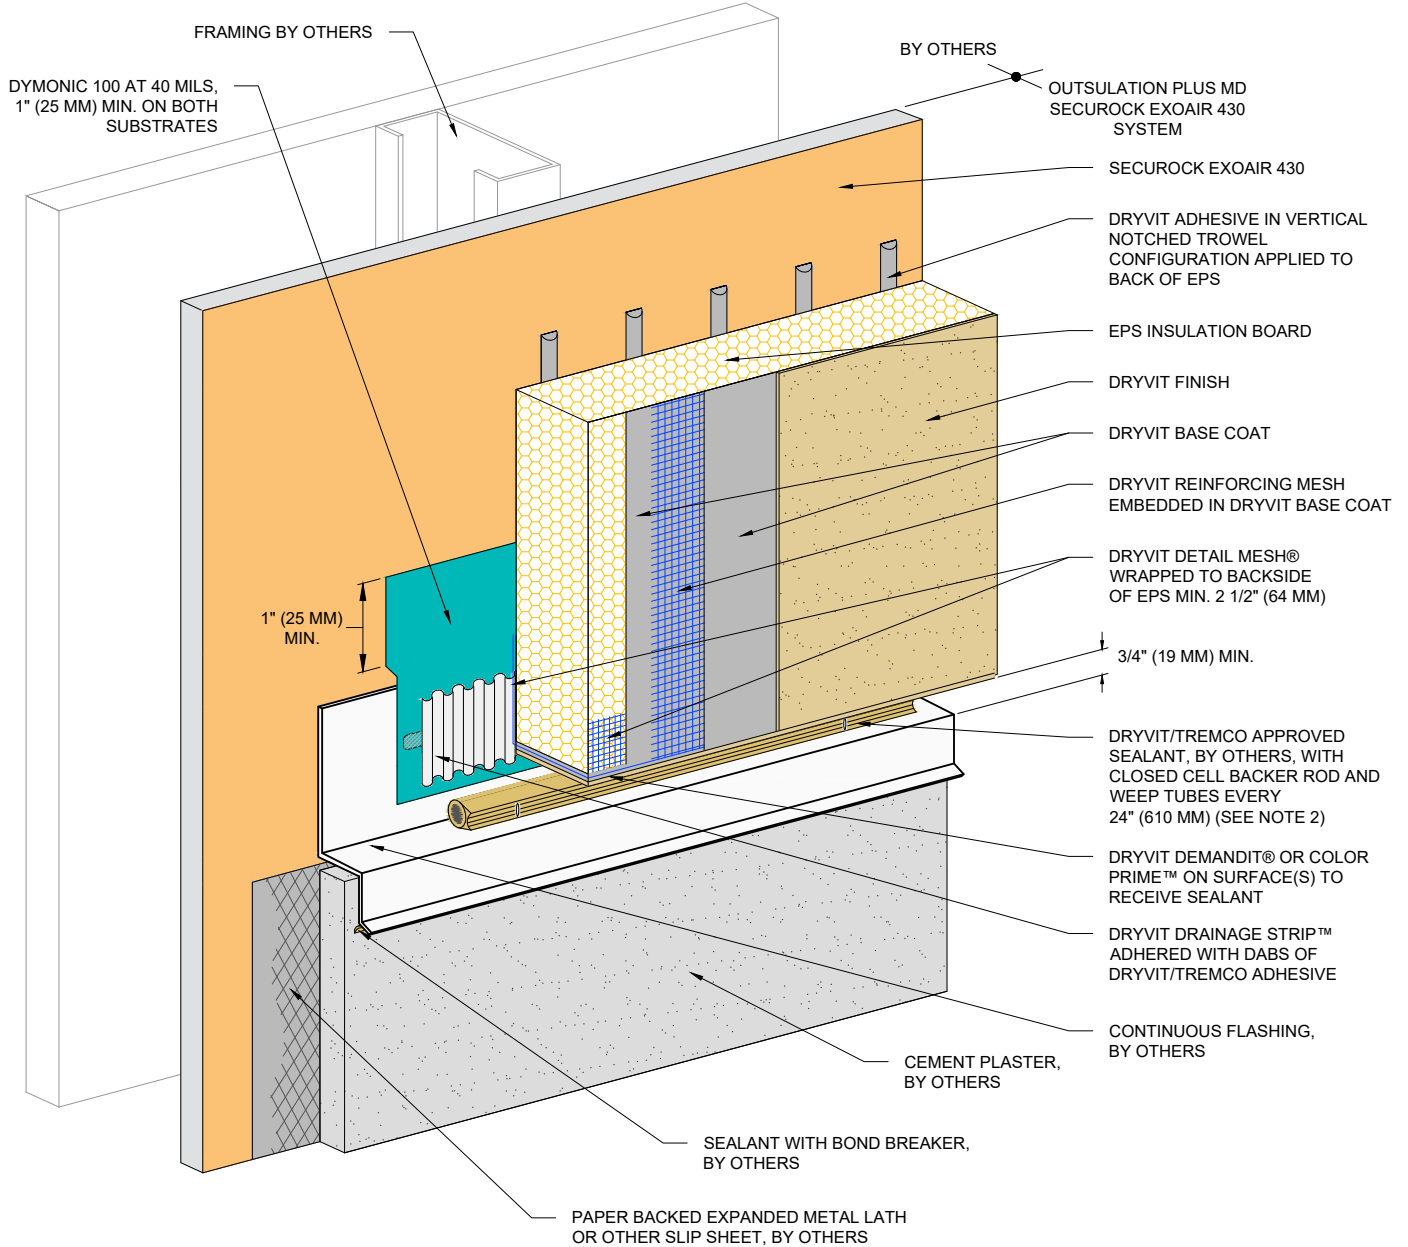 FRAMING BY OTHERS
DYMONIC 100 AT 40 MILS,
1" (25 MM) MIN. ON BOTH
SUBSTRATES
BY OTHERS
OUTSULATION PLUS MD
SECUROCK EXOAIR 430
SYSTEM
SECUROCK EXOAIR 430
DRYVIT ADHESIVE IN VERTICAL
NOTCHED TROWEL
CONFIGURATION APPLIED TO
BACK OF EPS
EPS INSULATION BOARD
DRYVIT FINISH
DRYVIT BASE COAT
DRYVIT REINFORCING MESH
EMBEDDED IN DRYVIT BASE COAT
DRYVIT DETAIL MESH®
WRAPPED TO BACKSIDE
OF EPS MIN. 2 1/2" (64 MM)
1" (25 MM)
MIN.
3/4" (19 MM) MIN.
DRYVIT/TREMCO APPROVED
SEALANT, BY OTHERS, WITH
CLOSED CELL BACKER ROD AND
WEEP TUBES EVERY
24" (610 MM) (SEE NOTE 2)
DRYVIT DEMANDIT® OR COLOR
PRIME™ ON SURFACE(S) TO
RECEIVE SEALANT
DRYVIT DRAINAGE STRIP™
ADHERED WITH DABS OF
DRYVIT/TREMCO ADHESIVE
CONTINUOUS FLASHING,
BY OTHERS
CEMENT PLASTER,
BY OTHERS
SEALANT WITH BOND BREAKER,
BY OTHERS
PAPER BACKED EXPANDED METAL LATH
OR OTHER SLIP SHEET, BY OTHERS